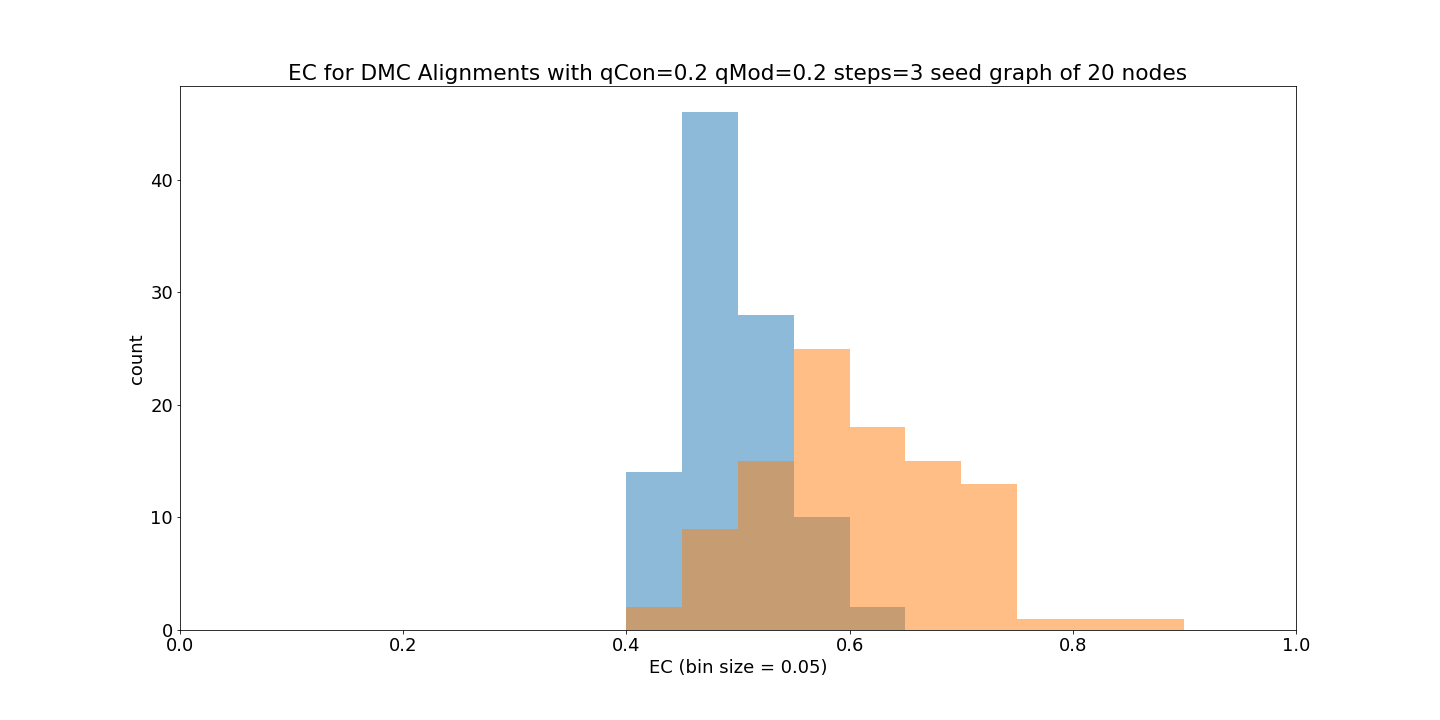 EC for DMC Alignments with qCon=0.2 qMod=0.2 steps=3 seed graph of 20 nodes
40
30
20
10
0
count
0.0 0.2 0.4 0.6 0.8 1.0
EC (bin size = 0.05)